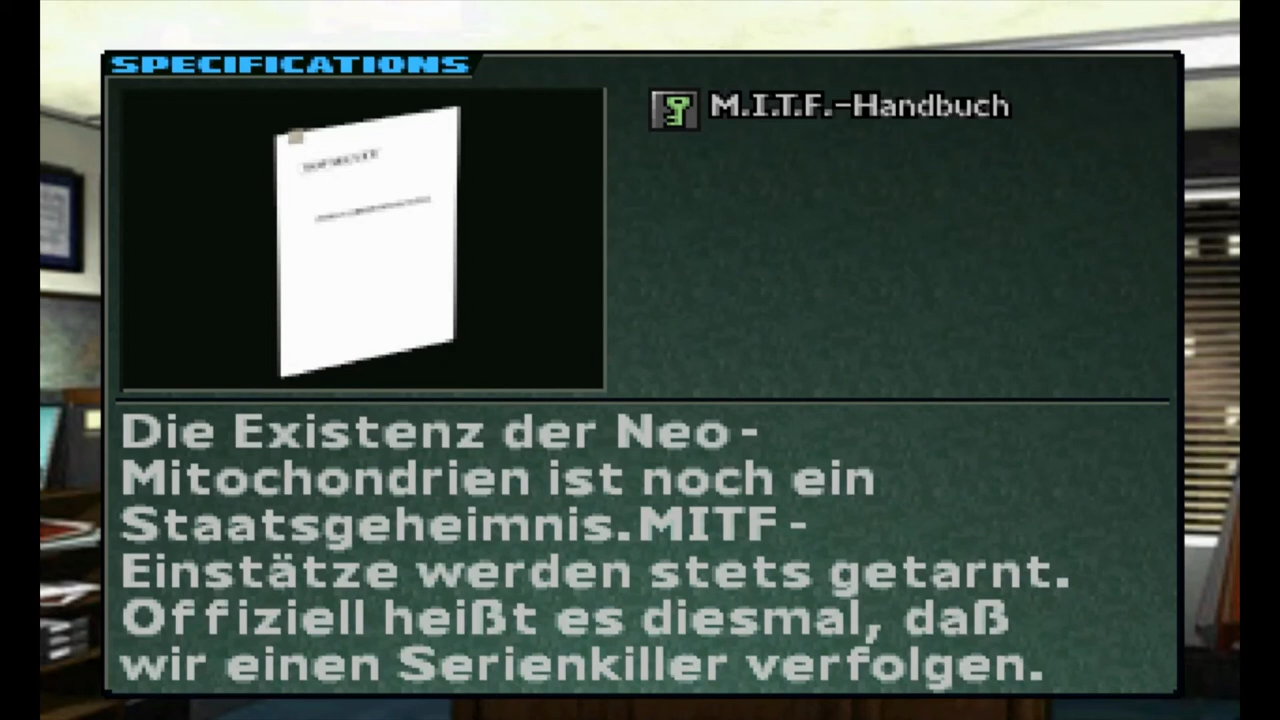 SPECIFICATIONS
M.I.T.F.-Handbuch
Die Existenz der Neo-
Mitochondrien ist noch ein
Staatsgeheimnis.MITF-
Einstätze werden stets getarnt.
Offiziell heißt es diesmal, daß
wir einen Serienkiller verfolgen.